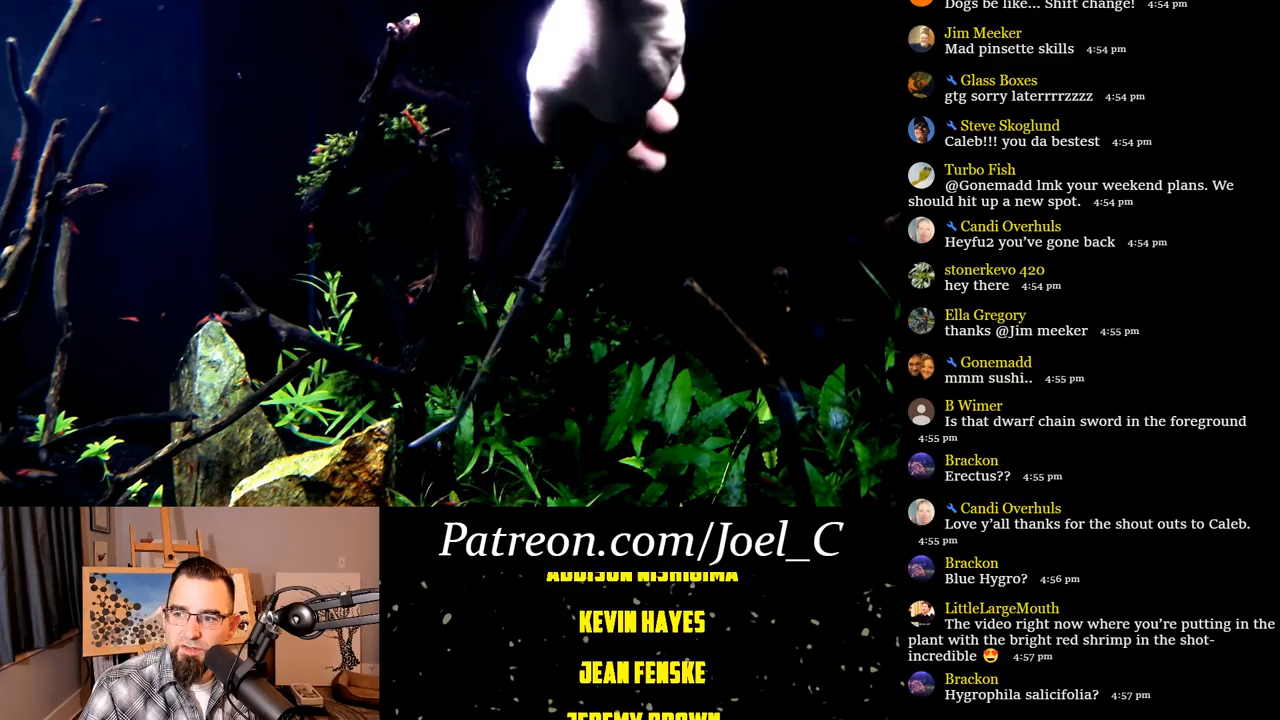 Dogs be like... Shift change! 4:54 pm
Jim Meeker
Mad pinsette skills 4:54 pm
Glass Boxes
gtg sorry laterrrrzzzz 4:54 pm
Steve Skoglund
Caleb!!! you da bestest 4:54 pm
Turbo Fish
@Gonemadd lmk your weekend plans. We
should hit up a new spot. 4:54 pm
Candi Overhuls
Heyfu2 you’ve gone back 4:54 pm
stonerkevo 420
hey there 4:54 pm
Ella Gregory
thanks @Jim meeker 4:55 pm
Gonemadd
mmm sushi.. 4:55 pm
B Wimer
Is that dwarf chain sword in the foreground
4:55 pm
Brackon
Erectus?? 4:55 pm
Candi Overhuls
Love y’all thanks for the shout outs to Caleb.
4:55 pm
Brackon
Blue Hygro? 4:56 pm
LittleLargeMouth
The video right now where you’re putting in the
plant with the bright red shrimp in the shot-
incredible 😍 4:57 pm
Brackon
Hygrophila salicifolia? 4:57 pm
Patreon.com/Joel_C
ADDISON NISHIGIMA
KEVIN HAYES
JEAN FENSKE
JEREMY BROWN